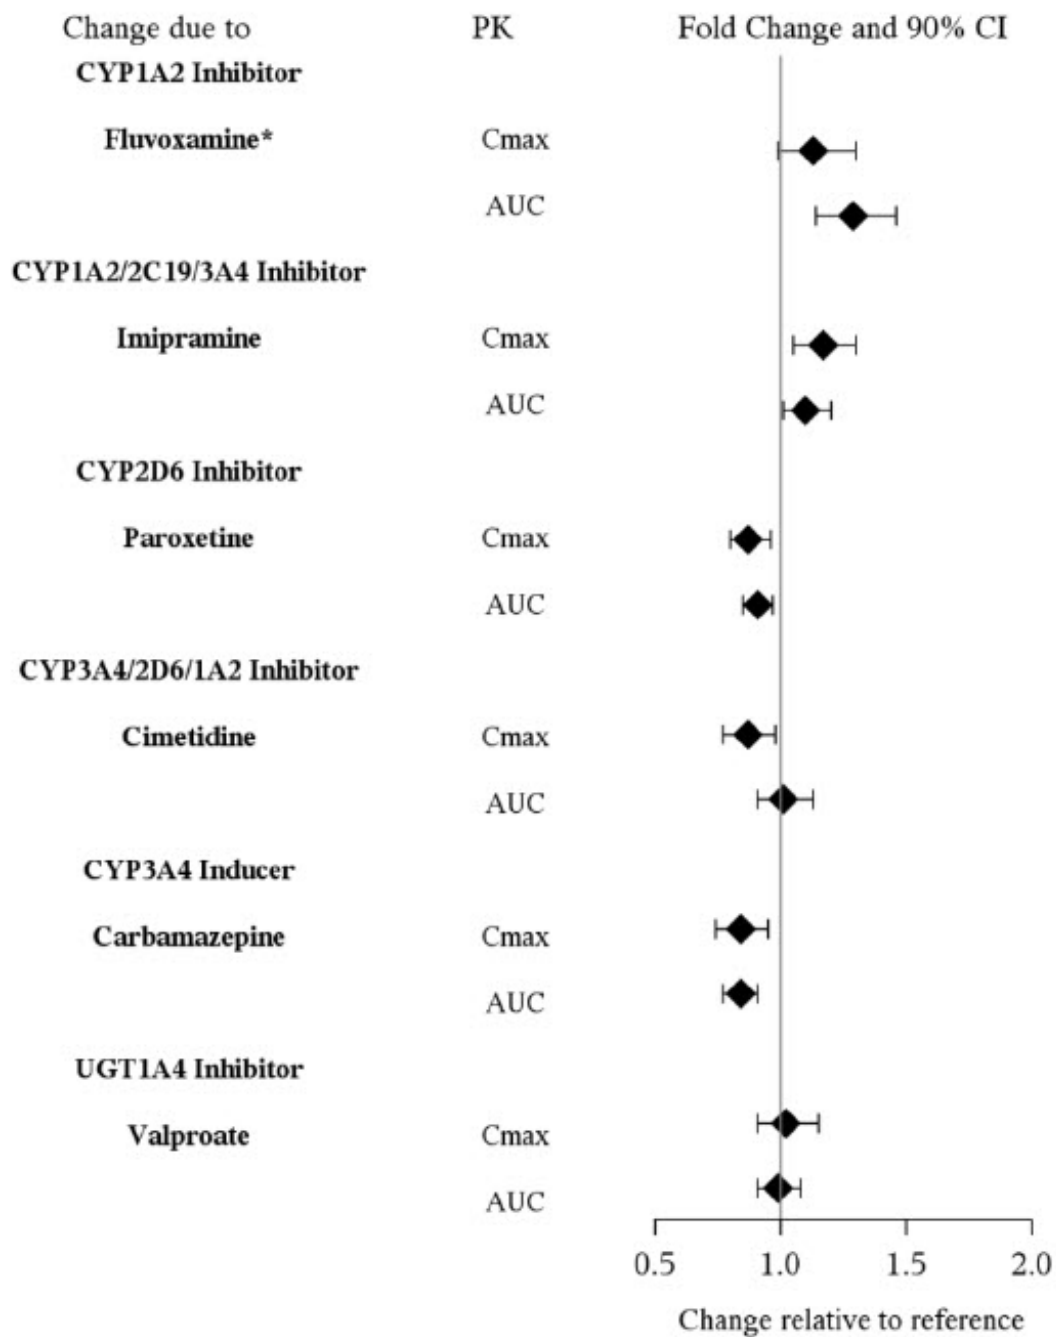 Change due to PK Fold Change and 90% CI
CYP1A2 Inhibitor
Fluvoxamine* Cmax
AUC
CYP1A2/2C19/3A4 Inhibitor
Imipramine Cmax
AUC
CYP2D6 Inhibitor
Paroxetine Cmax
AUC
CYP3A4/2D6/1A2 Inhibitor
Cimetidine Cmax
AUC
CYP3A4 Inducer
Carbamazepine Cmax
AUC
UGT1A4 Inhibitor
Valproate Cmax
AUC
0.5 1.0 1.5 2.0
Change relative to reference